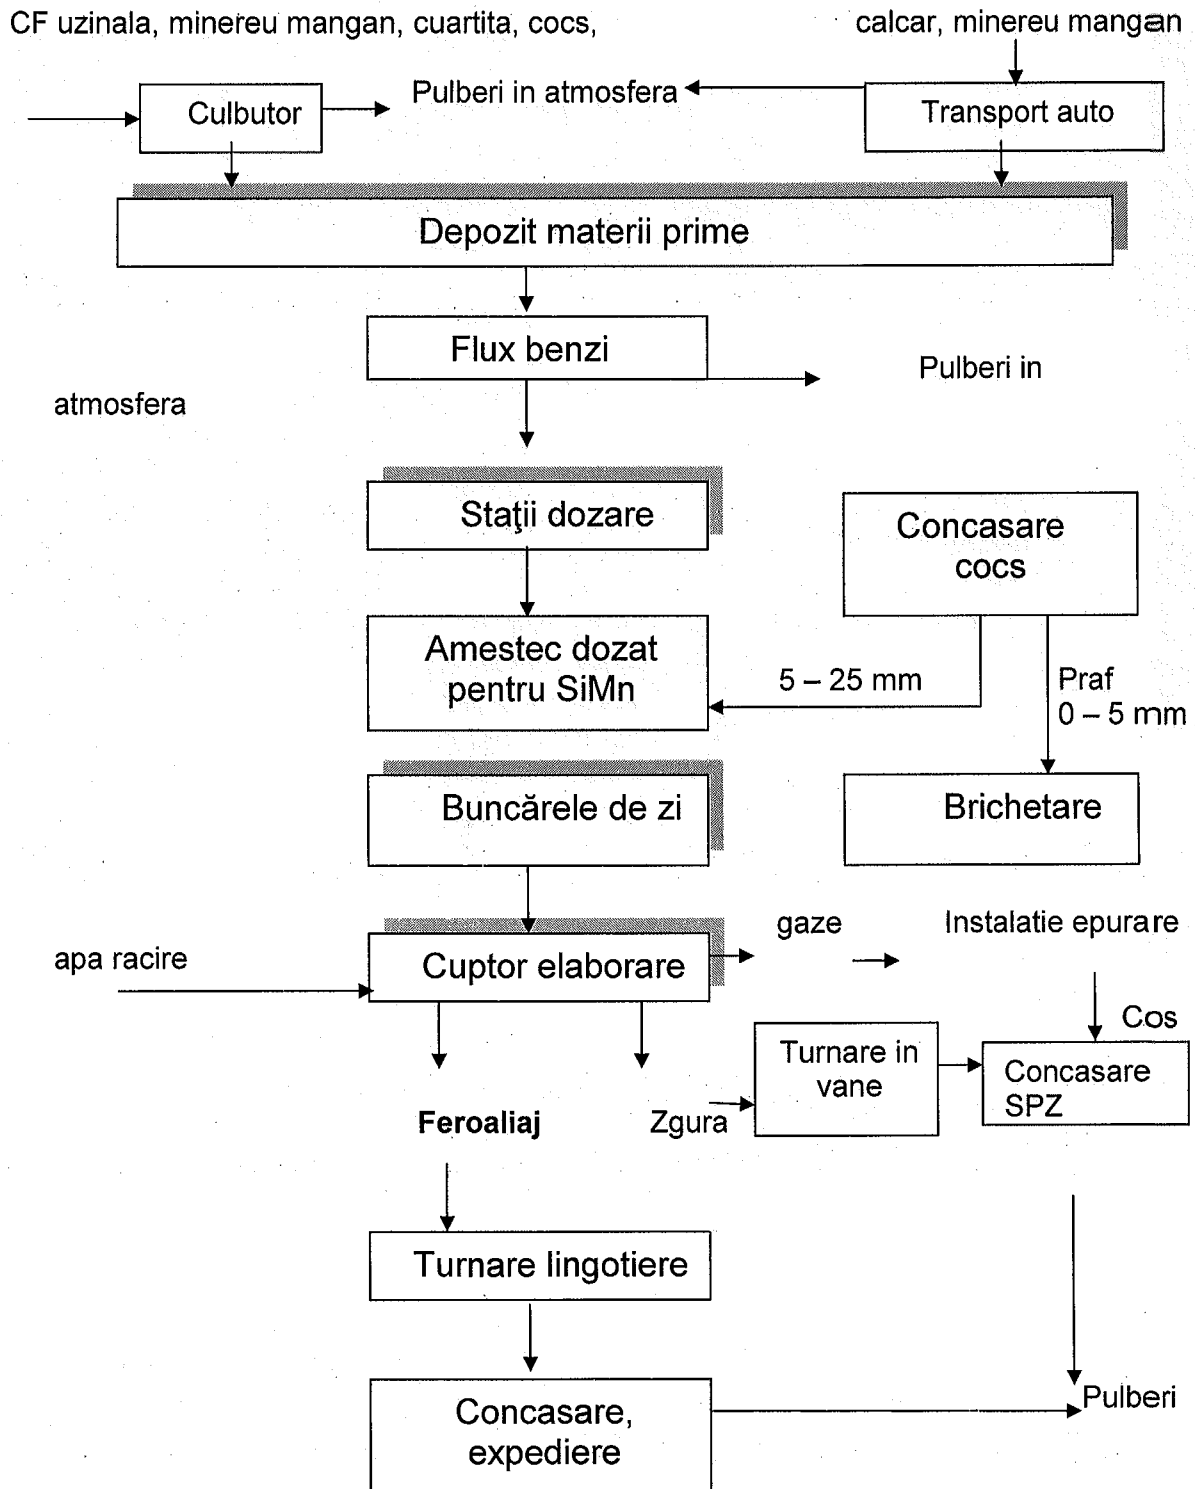 CF uzinala, minereu mangan, cuartita, cocs,
calcar, minereu mangan
Culbutor
Pulberi in atmosfera
Transport auto
Depozit materii prime
Flux benzi
Pulberi in
atmosfera
Staţii dozare
Concasare
cocs
Amestec dozat
pentru SiMn
5 – 25 mm
Praf
0 – 5 mm
Buncărele de zi
Brichetare
gaze
Instalatie epurare
apa racire
Cuptor elaborare
Cos
Turnare in
vane
Concasare
SPZ
Feroaliaj
Zgura
Turnare lingotiere
Concasare,
expediere
Pulberi